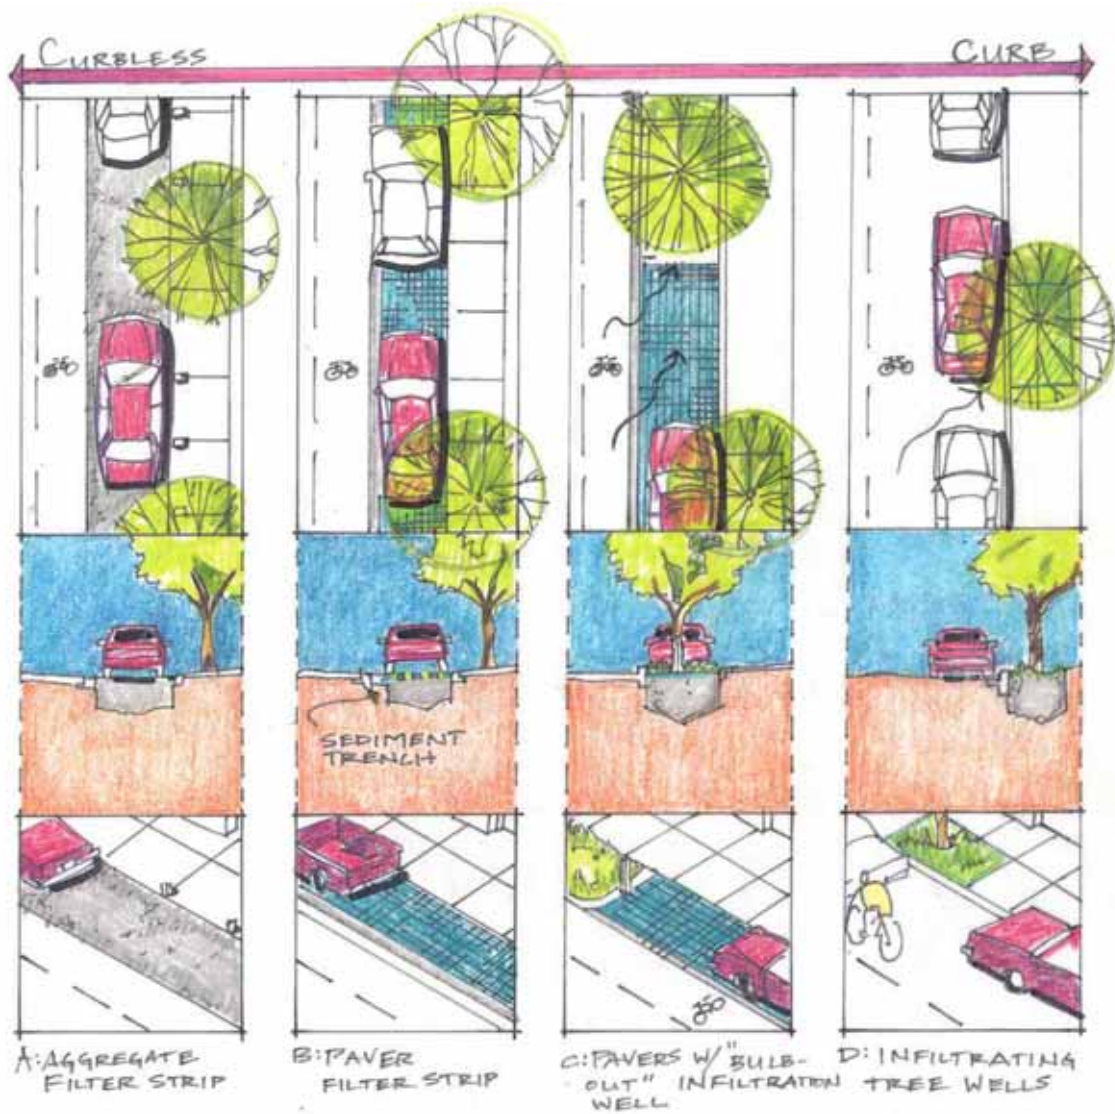 CURBLESS
CURB
SEDIMENT
TRENCH
A: AGGREGATE
FILTER STRIP
B: PAVER
FILTER STRIP
C: PAVERS W/ "BULB-
OUT" INFILTRATION
WELL
D: INFILTRATING
TREE WELLS